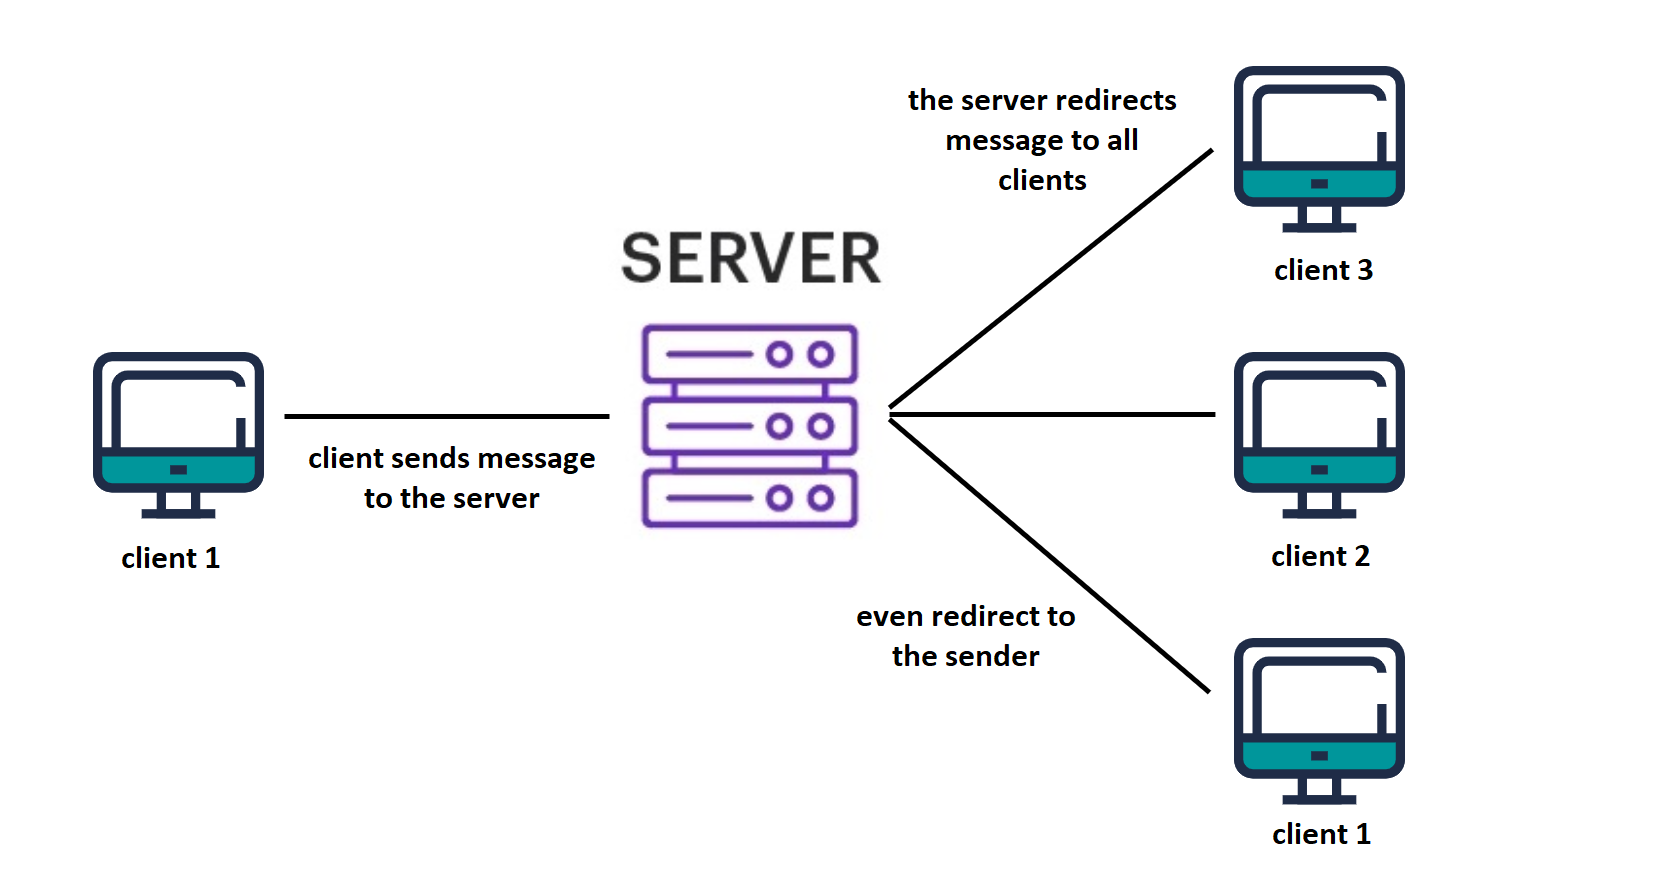 the server redirects
message to all
clients
SERVER
client 3
client sends message
to the server
client 1
client 2
even redirect to
the sender
client 1